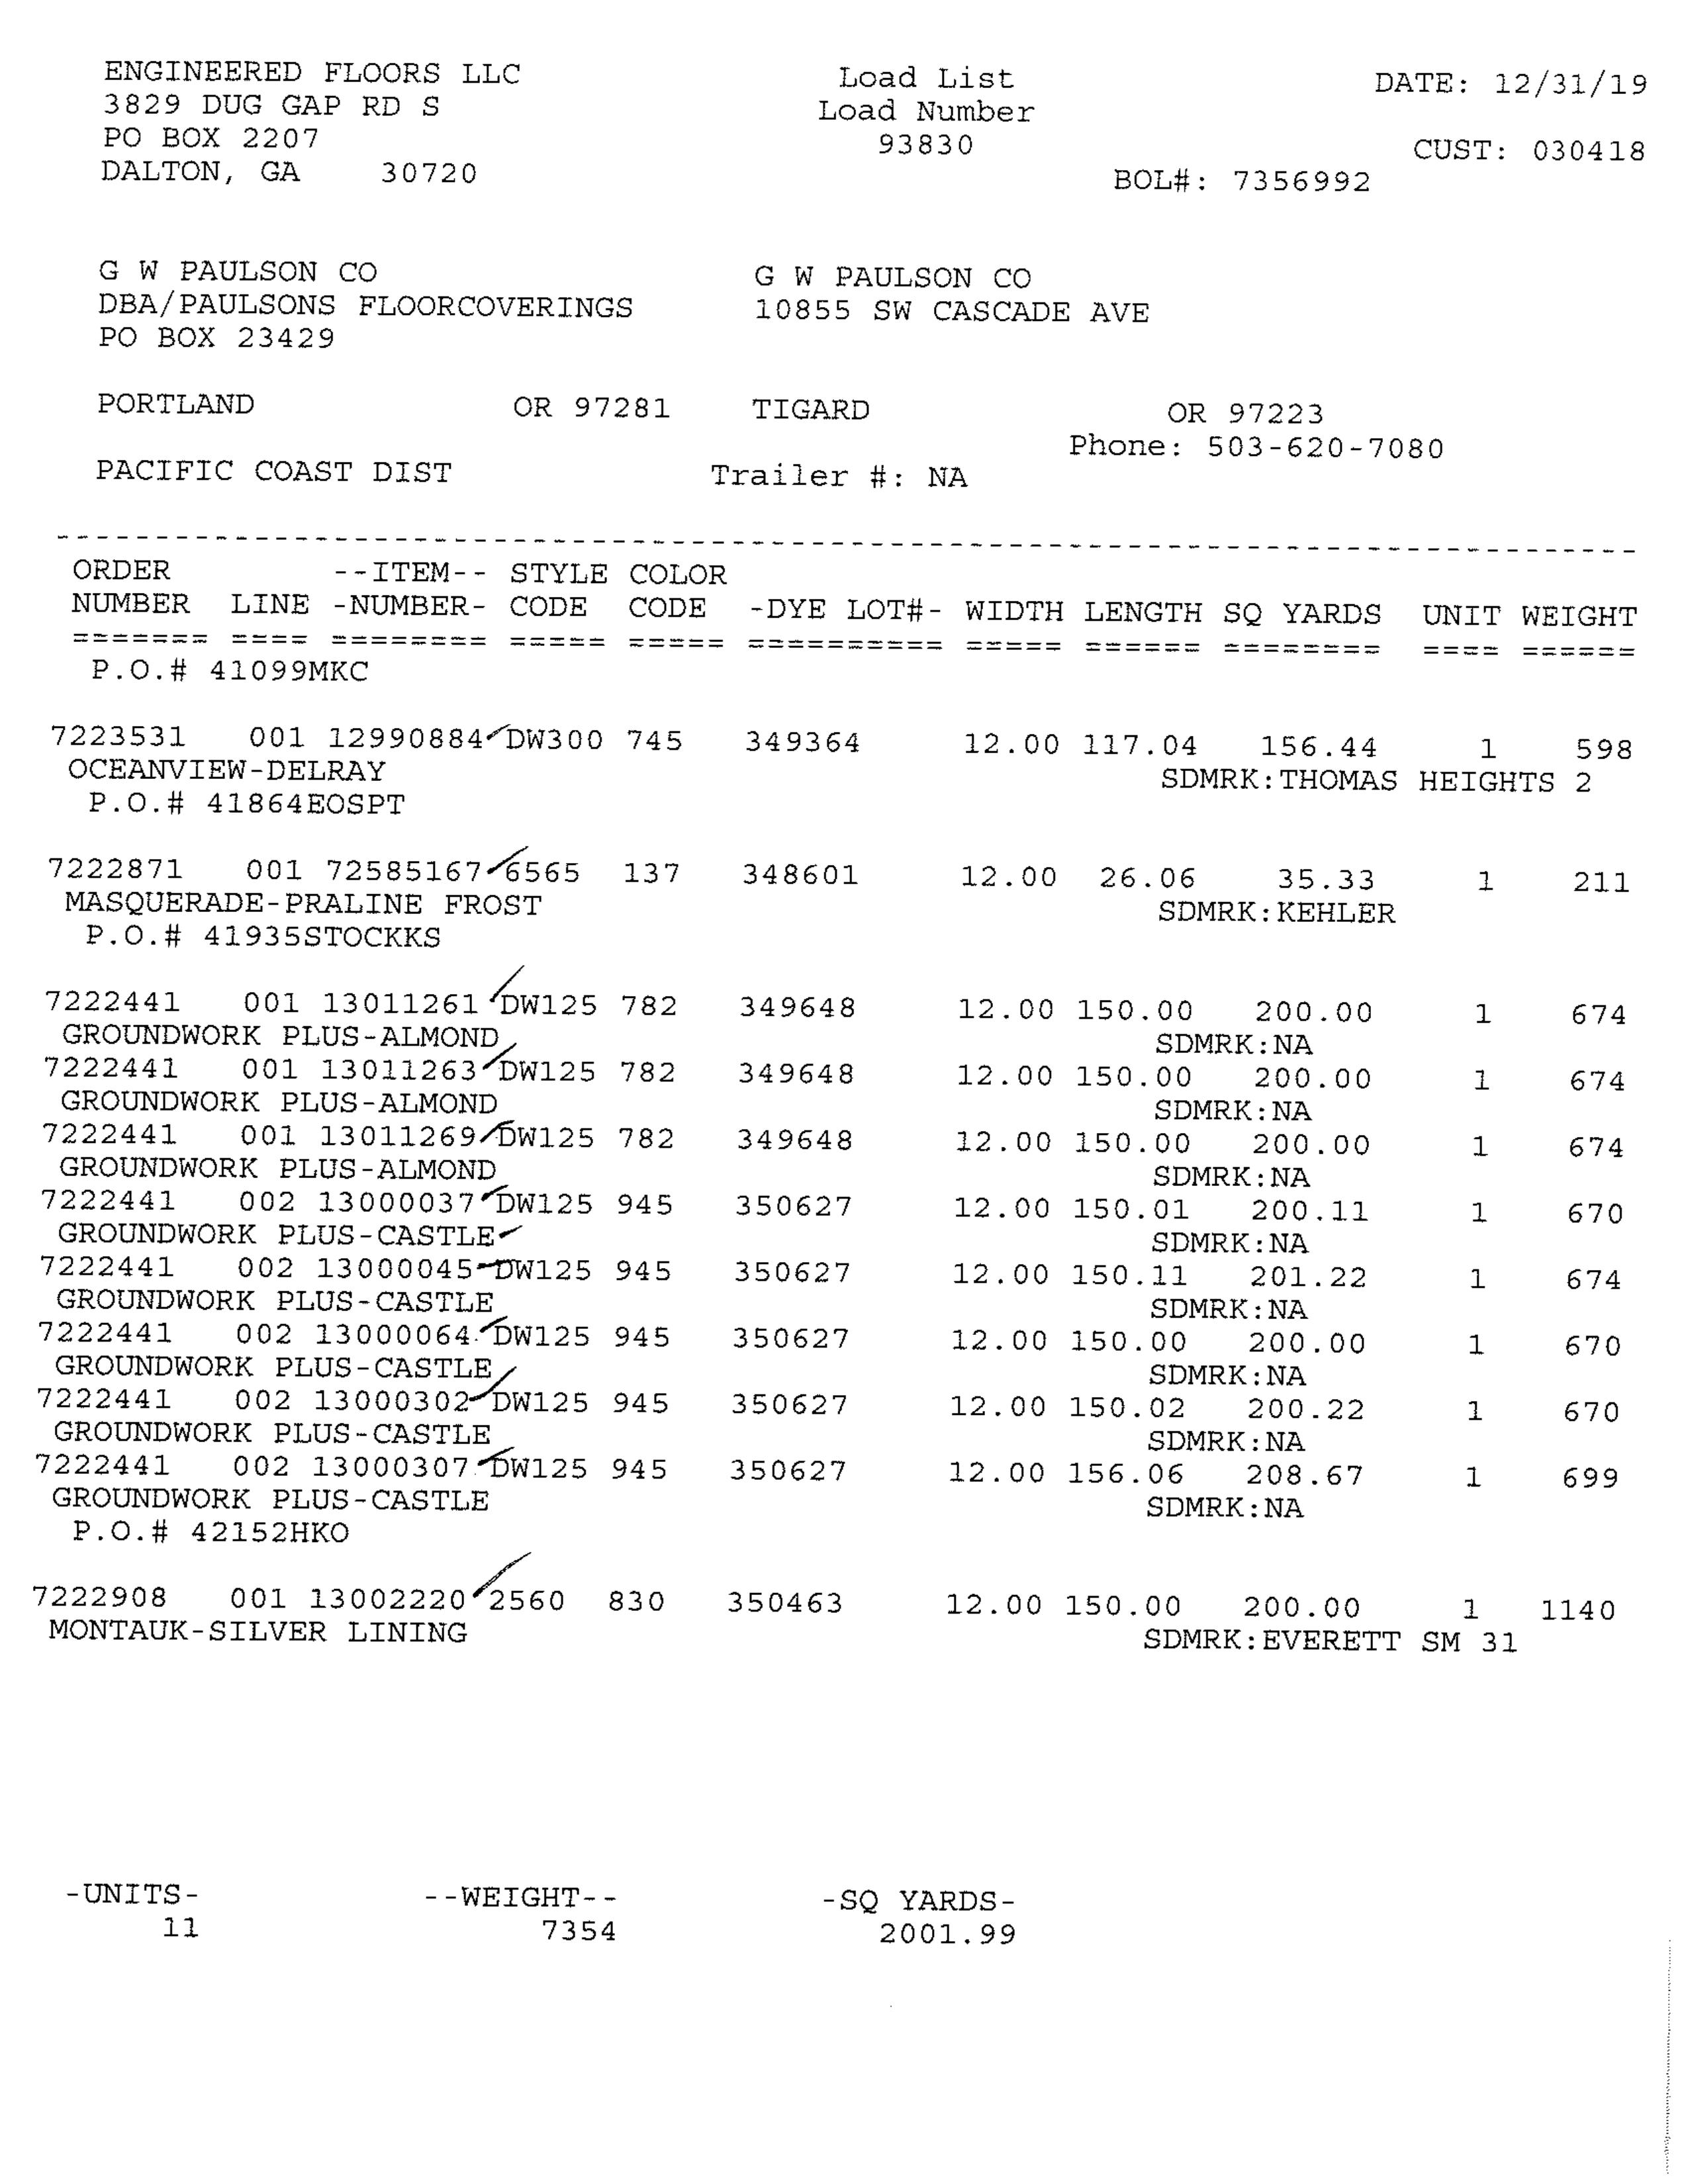 ENGINEERED FLOORS LLC Load List DATE: 12/31/19
3829 DUG GAP RD S Load Number
PO BOX 2207 93830 CUST: 030418
DALTON, GA 30720 BOL#: 7356992
G W PAULSON CO G W PAULSON CO
DBA/PAULSONS FLOORCOVERINGS 10855 SW CASCADE AVE
PO BOX 23429
PORTLAND OR 97281 TIGARD OR 97223
Phone: 503-620-7080
PACIFIC COAST DIST Trailer #: NA
ORDER --ITEM-- STYLE COLOR
NUMBER LINE -NUMBER- CODE CODE -DYE LOT#- WIDTH LENGTH SQ YARDS UNIT WEIGHT
======= ==== ======== ===== ===== ========== ===== ====== ======== ==== ======
P.O.# 41099MKC
7223531 001 12990884 DW300 745 349364 12.00 117.04 156.44 1 598
OCEANVIEW-DELRAY SDMRK:THOMAS HEIGHTS 2
P.O.# 41864EOSPT
7222871 001 72585167 6565 137 348601 12.00 26.06 35.33 1 211
MASQUERADE-PRALINE FROST SDMRK:KEHLER
P.O.# 41935STOCKKS
7222441 001 13011261 DW125 782 349648 12.00 150.00 200.00 1 674
GROUNDWORK PLUS-ALMOND SDMRK:NA
7222441 001 13011263 DW125 782 349648 12.00 150.00 200.00 1 674
GROUNDWORK PLUS-ALMOND SDMRK:NA
7222441 001 13011269 DW125 782 349648 12.00 150.00 200.00 1 674
GROUNDWORK PLUS-ALMOND SDMRK:NA
7222441 002 13000037 DW125 945 350627 12.00 150.01 200.11 1 670
GROUNDWORK PLUS-CASTLE SDMRK:NA
7222441 002 13000045 DW125 945 350627 12.00 150.11 201.22 1 674
GROUNDWORK PLUS-CASTLE SDMRK:NA
7222441 002 13000064 DW125 945 350627 12.00 150.00 200.00 1 670
GROUNDWORK PLUS-CASTLE SDMRK:NA
7222441 002 13000302 DW125 945 350627 12.00 150.02 200.22 1 670
GROUNDWORK PLUS-CASTLE SDMRK:NA
7222441 002 13000307 DW125 945 350627 12.00 156.06 208.67 1 699
GROUNDWORK PLUS-CASTLE SDMRK:NA
P.O.# 42152HKO
7222908 001 13002220 2560 830 350463 12.00 150.00 200.00 1 1140
MONTAUK-SILVER LINING SDMRK:EVERETT SM 31
-UNITS- --WEIGHT-- -SQ YARDS-
11 7354 2001.99